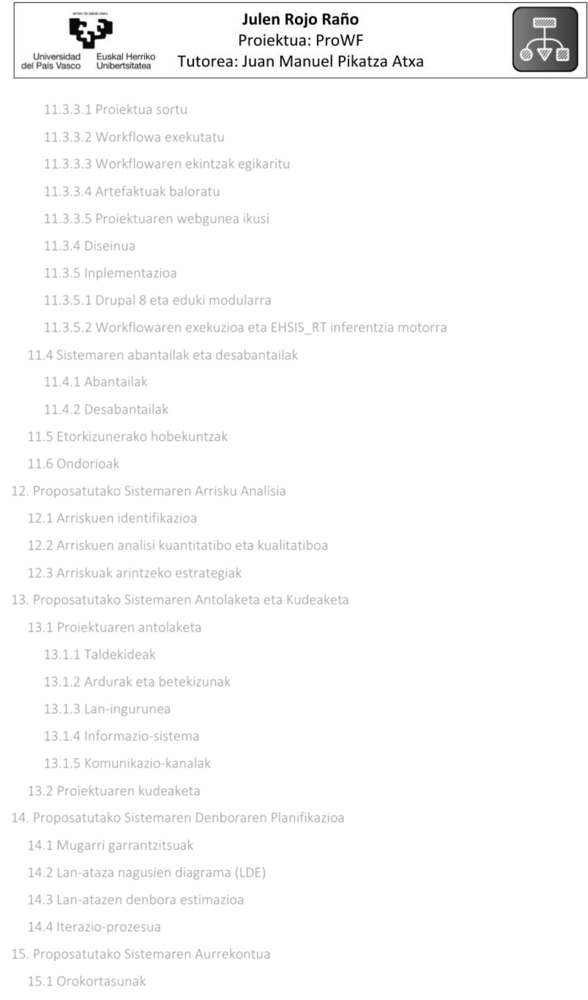 eman ta zabal zazu
Universidad
del País Vasco
Euskal Herriko
Unibertsitatea
Julen Rojo Raño
Proiektua: ProWF
Tutorea: Juan Manuel Pikatza Atxa
11.3.3.1 Proiektua sortu
11.3.3.2 Workflowa exekutatu
11.3.3.3 Workflowaren ekintzak egikaritu
11.3.3.4 Artefaktuak baloratu
11.3.3.5 Proiektuaren webgunea ikusi
11.3.4 Diseinua
11.3.5 Inplementazioa
11.3.5.1 Drupal 8 eta eduki modularra
11.3.5.2 Workflowaren exekuzioa eta EHSIS_RT inferentzia motorra
11.4 Sistemaren abantailak eta desabantailak
11.4.1 Abantailak
11.4.2 Desabantailak
11.5 Etorkizunerako hobekuntzak
11.6 Ondorioak
12. Proposatutako Sistemaren Arrisku Analisia
12.1 Arriskuen identifikazioa
12.2 Arriskuen analisi kuantitatibo eta kualitatiboa
12.3 Arriskuak arintzeko estrategiak
13. Proposatutako Sistemaren Antolaketa eta Kudeaketa
13.1 Proiektuaren antolaketa
13.1.1 Taldekideak
13.1.2 Ardurak eta betekizunak
13.1.3 Lan-ingurunea
13.1.4 Informazio-sistema
13.1.5 Komunikazio-kanalak
13.2 Proiektuaren kudeaketa
14. Proposatutako Sistemaren Denboraren Planifikazioa
14.1 Mugarri garrantzitsuak
14.2 Lan-ataza nagusien diagrama (LDE)
14.3 Lan-atazen denbora estimazioa
14.4 Iterazio-prozesua
15. Proposatutako Sistemaren Aurrekontua
15.1 Orokortasunak